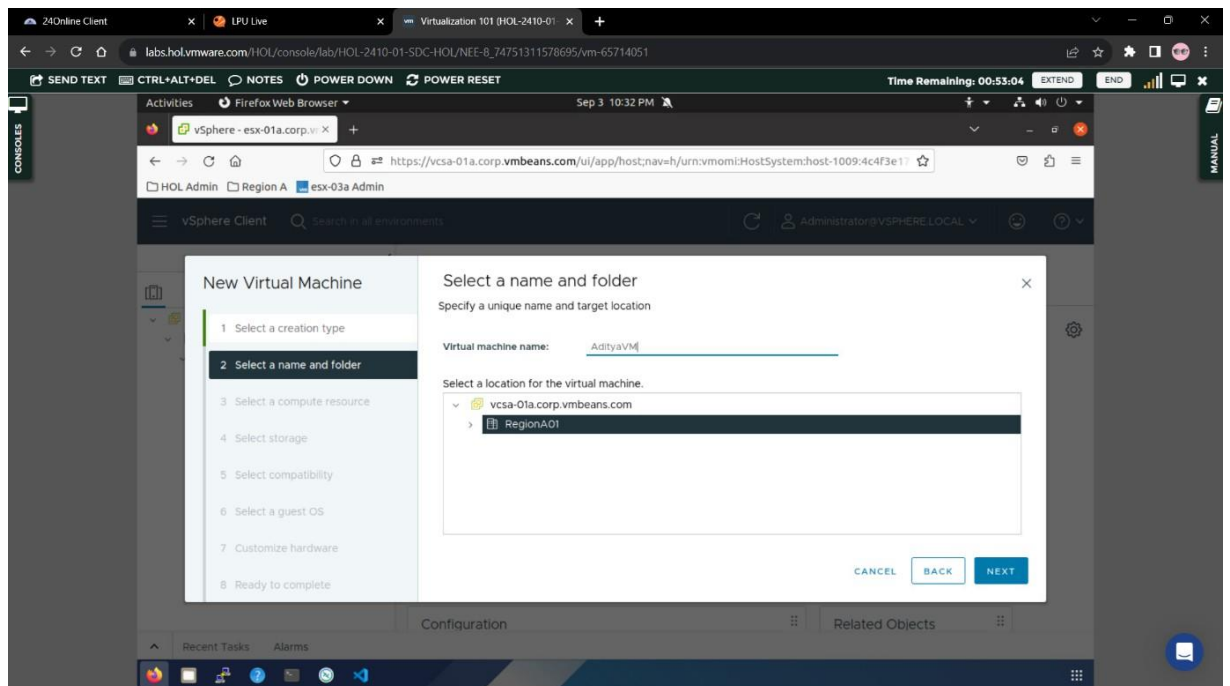 24Online Client
LPU Live
vm Virtualization 101 (HOL-2410-01-
labs.hol.vmware.com/HOL/console/lab/HOL-2410-01-SDC-HOL/NEE-8_74751311578695/vm-65714051
SEND TEXT CTRL+ALT+DEL NOTES POWER DOWN POWER RESET Time Remaining: 00:53:04 EXTEND END
CONSOLES
MANUAL
Activities Firefox Web Browser Sep 3 10:32 PM
vSphere - esx-01a.corp.v
https://vcsa-01a.corp.vmbeans.com/ui/app/host;nav=h/urn:vmomi:HostSystem:host-1009:4c4f3e1
HOL Admin Region A esx-03a Admin
vSphere Client Search in all environments Administrator@VSPHERE.LOCAL
New Virtual Machine
1 Select a creation type
2 Select a name and folder
3 Select a compute resource
4 Select storage
5 Select compatibility
6 Select a guest OS
7 Customize hardware
8 Ready to complete
Select a name and folder
Specify a unique name and target location
Virtual machine name: AdityaVM
Select a location for the virtual machine.
vcsa-01a.corp.vmbeans.com
RegionA01
CANCEL BACK NEXT
Configuration Related Objects
Recent Tasks Alarms